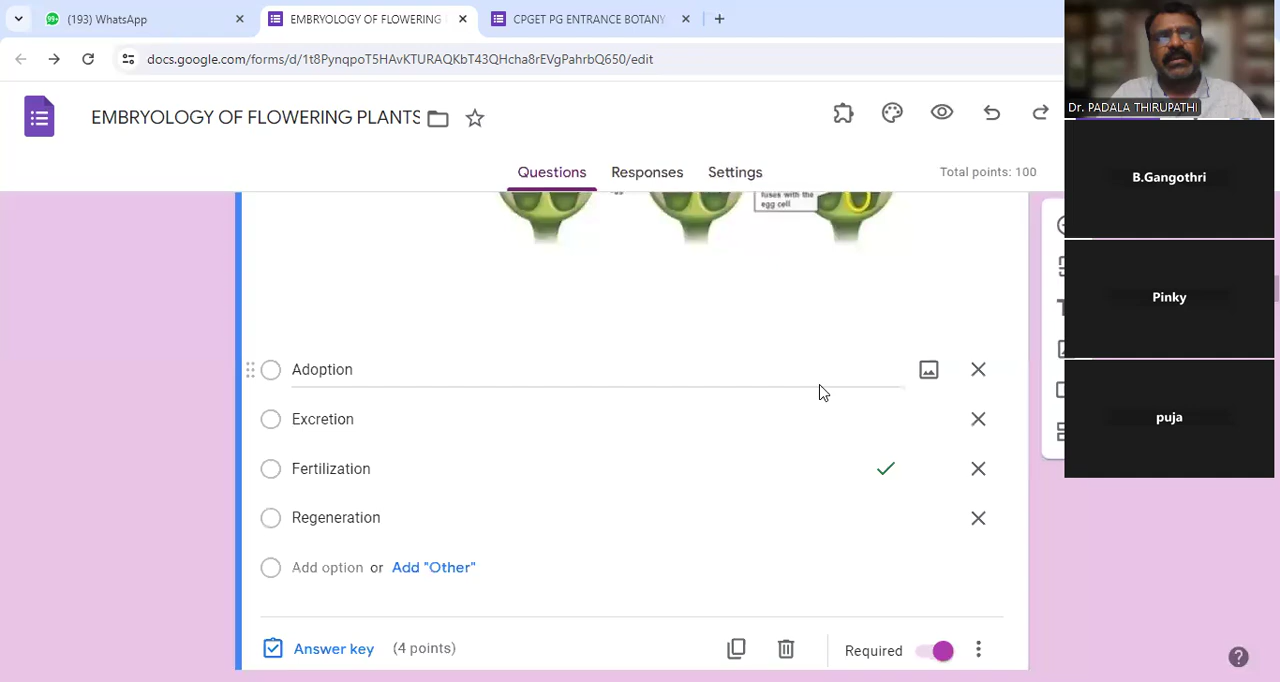 99+
(193) WhatsApp
EMBRYOLOGY OF FLOWERING
CPGET PG ENTRANCE BOTANY
docs.google.com/forms/d/1t8PynqpoT5HAvKTURAQKbT43QHcha8rEVgPahrbQ650/edit
EMBRYOLOGY OF FLOWERING PLANTS
Questions
Responses
Settings
Total points: 100
fuses with the
egg cell
Adoption
Excretion
Fertilization
Regeneration
Add option or Add "Other"
Answer key (4 points)
Required
Dr. PADALA THIRUPATHI
B.Gangothri
Pinky
puja